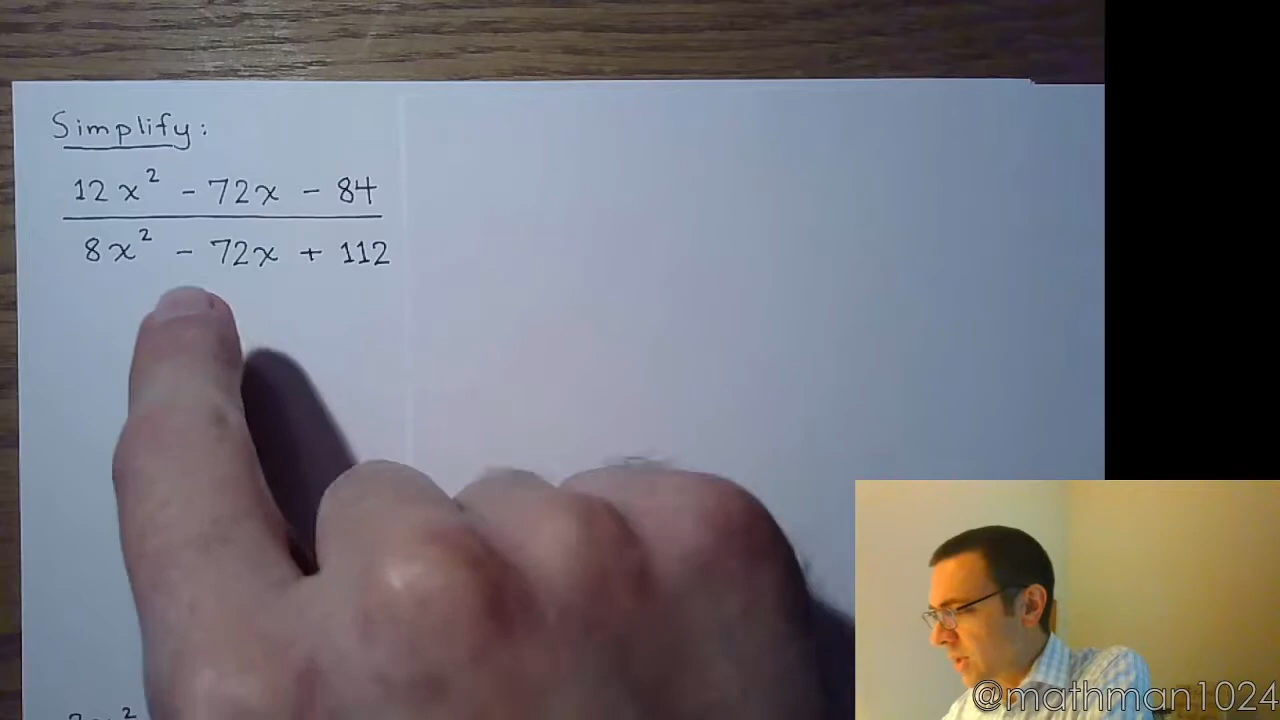 Simplify:
12x² - 72x - 84
8x² - 72x + 112
@mathman1024